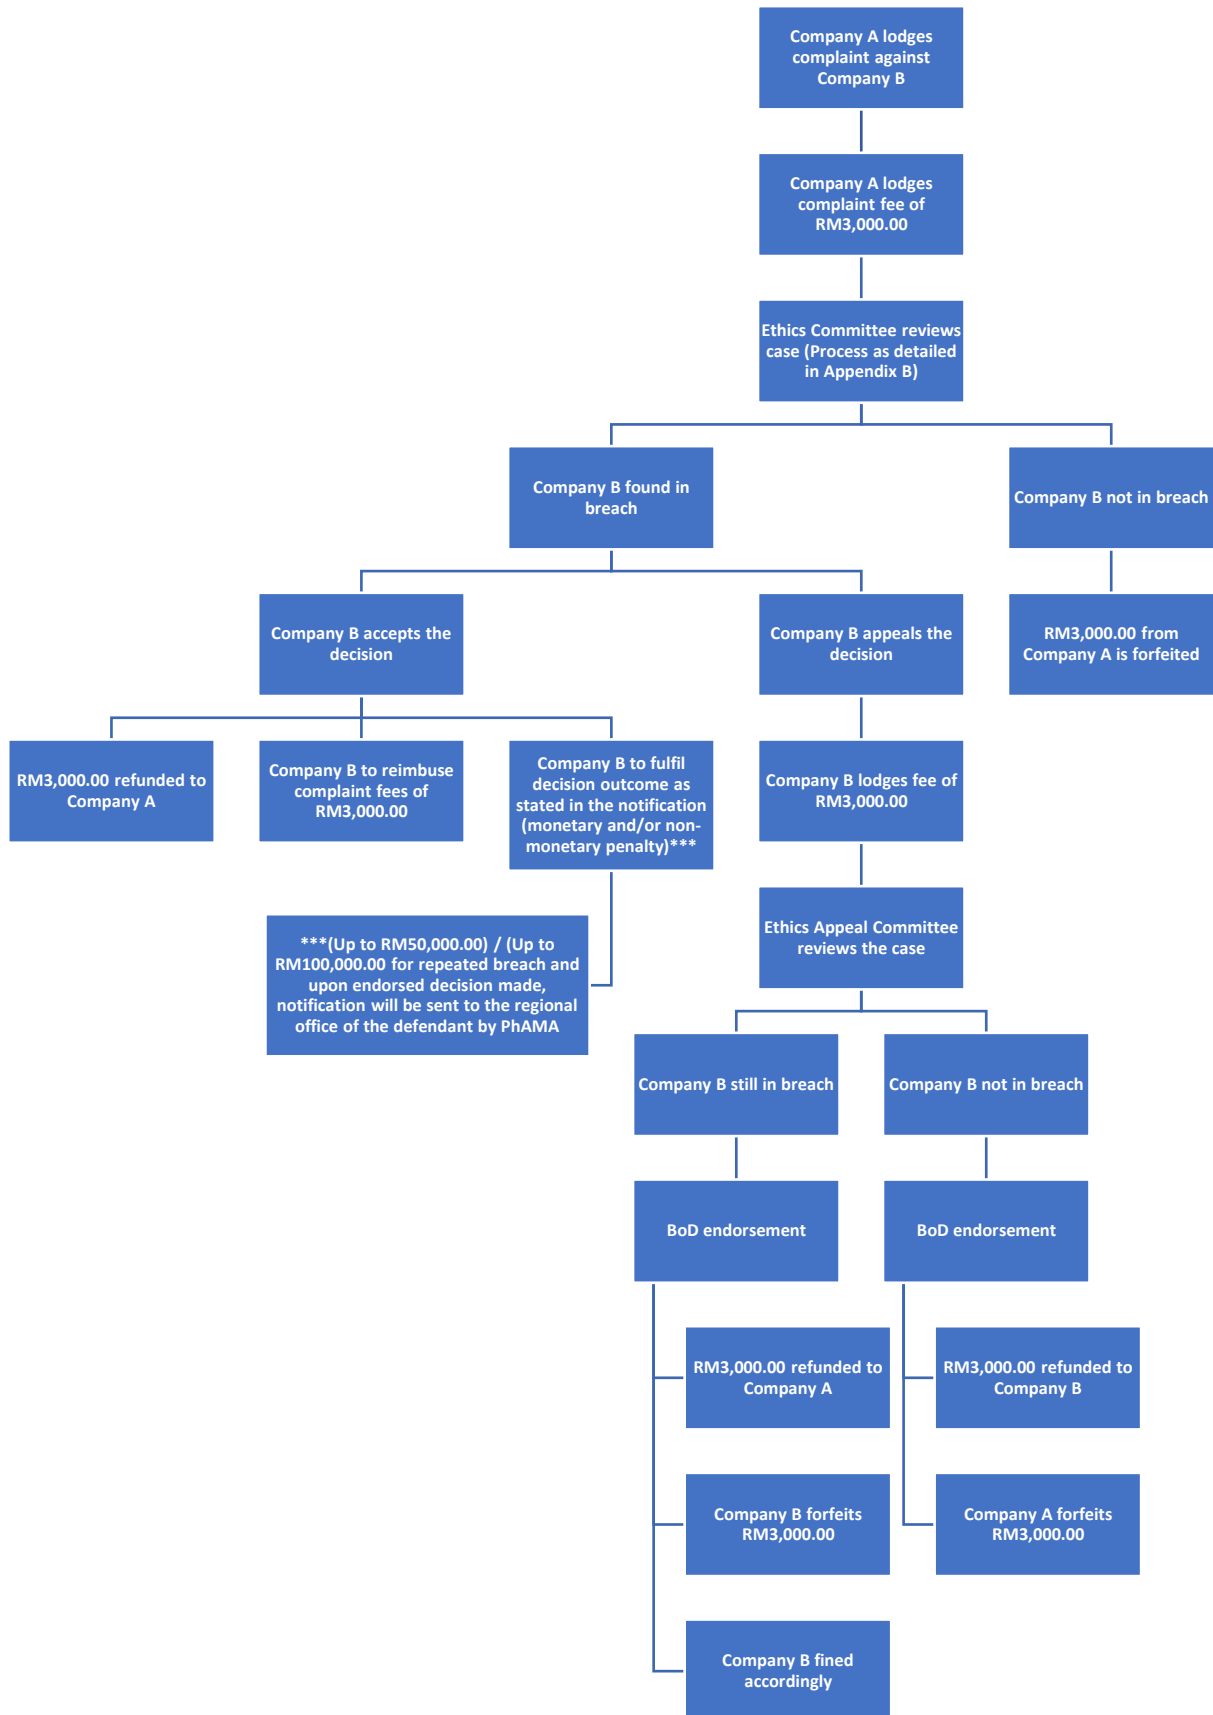 Company A lodges
complaint against
Company B
Company A lodges
complaint fee of
RM3,000.00
Ethics Committee reviews
case (Process as detailed
in Appendix B)
Company B found in
breach
Company B not in breach
Company B accepts the
decision
Company B appeals the
decision
RM3,000.00 from
Company A is forfeited
RM3,000.00 refunded to
Company A
Company B to reimbuse
complaint fees of
RM3,000.00
Company B to fulfil
decision outcome as
stated in the notification
(monetary and/or non-
monetary penalty)***
Company B lodges fee of
RM3,000.00
***(Up to RM50,000.00) / (Up to
RM100,000.00 for repeated breach and
upon endorsed decision made,
notification will be sent to the regional
office of the defendant by PhAMA
Ethics Appeal Committee
reviews the case
Company B still in breach
Company B not in breach
BoD endorsement
BoD endorsement
RM3,000.00 refunded to
Company A
RM3,000.00 refunded to
Company B
Company B forfeits
RM3,000.00
Company A forfeits
RM3,000.00
Company B fined
accordingly